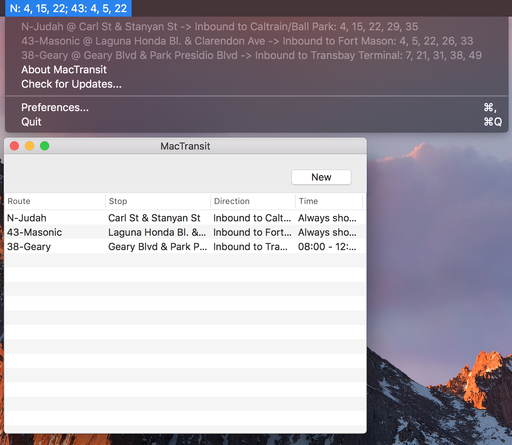 N: 4, 15, 22; 43: 4, 5, 22
N-Judah @ Carl St & Stanyan St -> Inbound to Caltrain/Ball Park: 4, 15, 22, 29, 35
43-Masonic @ Laguna Honda Bl. & Clarendon Ave -> Inbound to Fort Mason: 4, 5, 22, 26, 33
38-Geary @ Geary Blvd & Park Presidio Blvd -> Inbound to Transbay Terminal: 7, 21, 31, 38, 49
About MacTransit
Check for Updates...
Preferences... ⌘,
Quit ⌘Q
MacTransit
New
Route Stop Direction Time
N-Judah Carl St & Stanyan St Inbound to Calt... Always sho...
43-Masonic Laguna Honda Bl. &... Inbound to Fort... Always sho...
38-Geary Geary Blvd & Park P... Inbound to Tra... 08:00 - 12:...